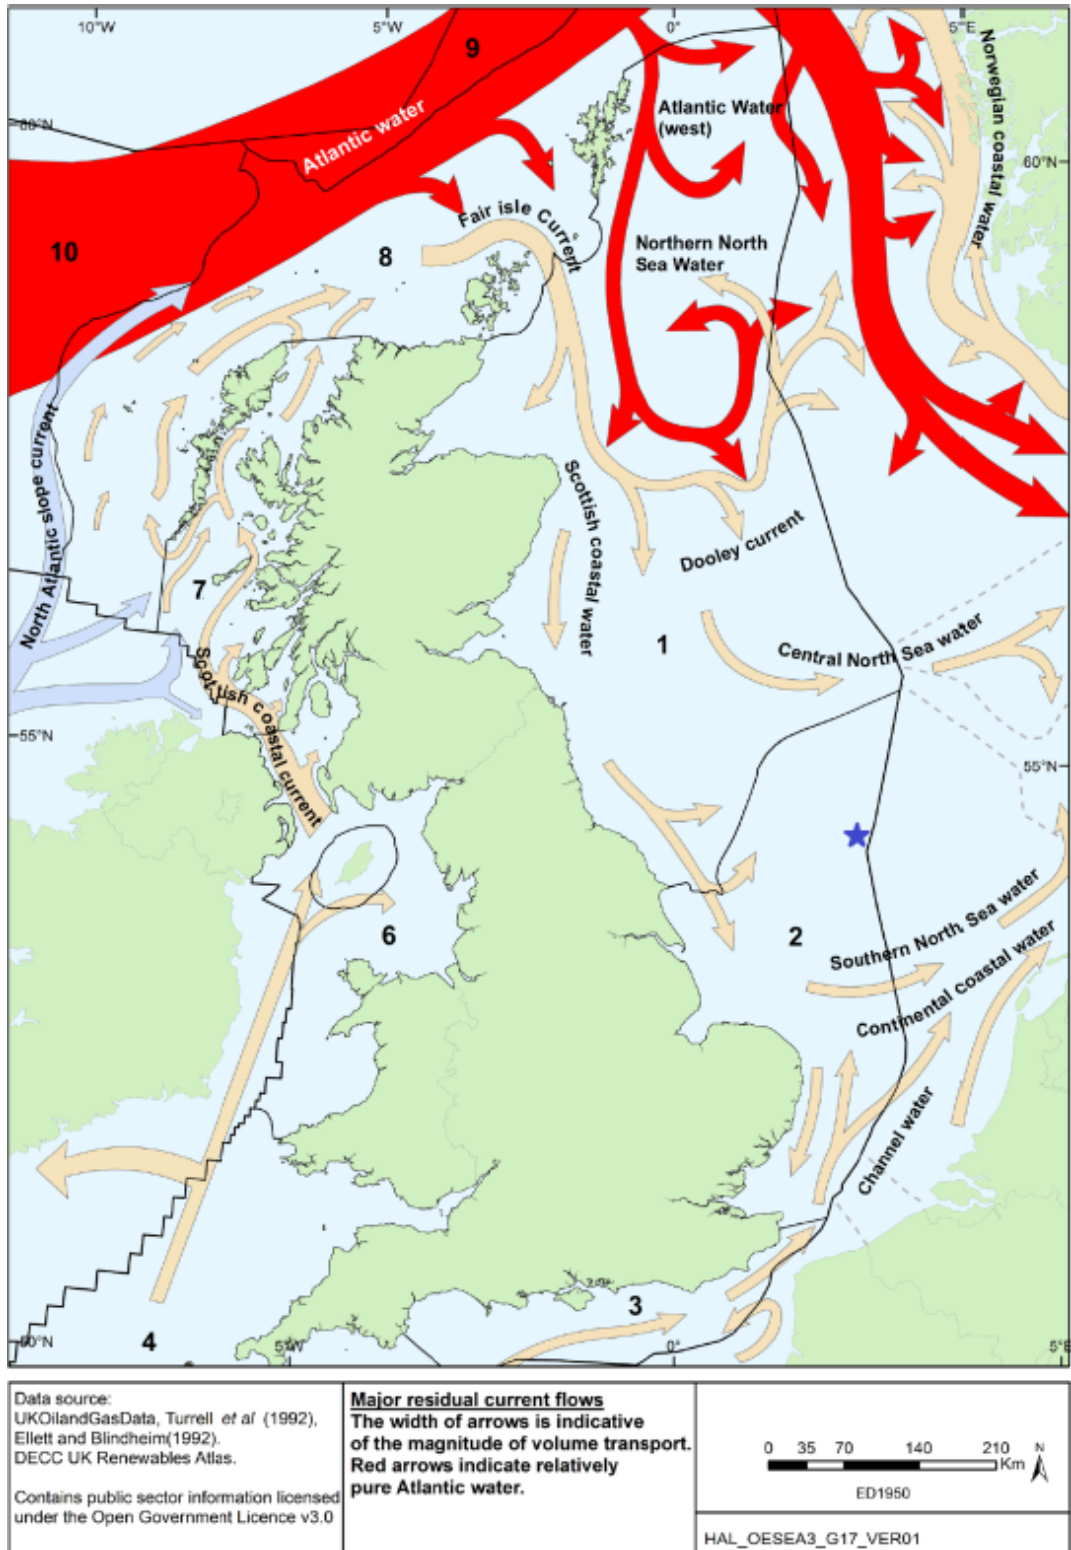 10°W
5°W
0°
5°E
9
Norwegian coastal water
Atlantic Water
(west)
Atlantic water
60°N
60°N
Fair isle Current
10
8
Northern North
Sea Water
North Atlantic slope current
Scottish coastal water
Dooley current
7
1
Central North Sea water
Scottish coastal current
55°N
55°N
6
2
Southern North Sea water
Continental coastal water
Channel water
3
4
50°N
5°W
0°
5°E
Data source:
UKOilandGasData, Turrell et al (1992),
Ellett and Blindheim(1992).
DECC UK Renewables Atlas.
Contains public sector information licensed
under the Open Government Licence v3.0
Major residual current flows
The width of arrows is indicative
of the magnitude of volume transport.
Red arrows indicate relatively
pure Atlantic water.
0 35 70 140 210
Km
N
ED1950
HAL_OESEA3_G17_VER01